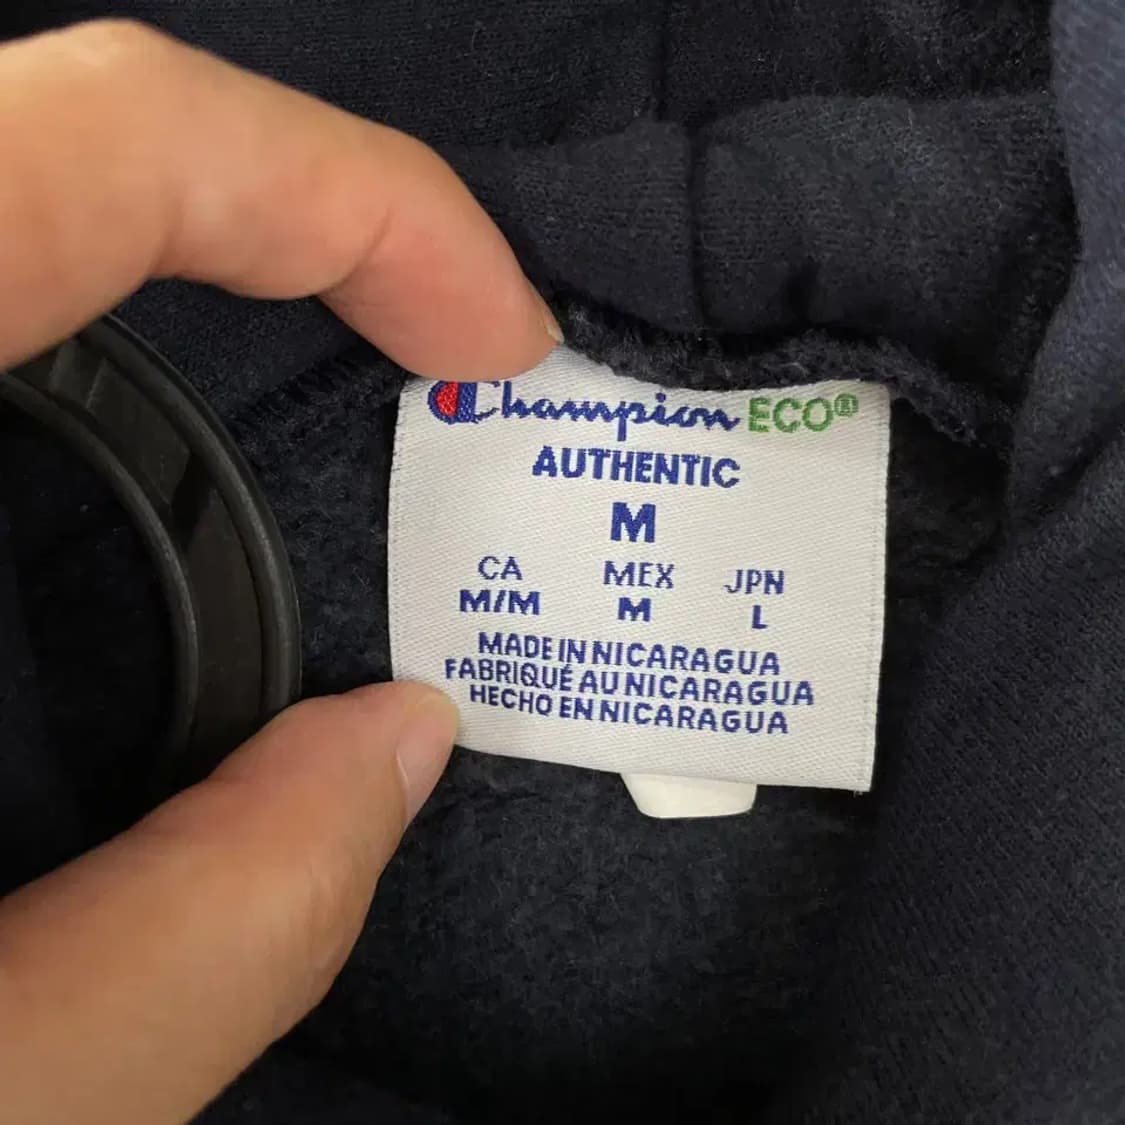 Champion ECO®
AUTHENTIC
M
CA MEX JPN
M/M M L
MADE IN NICARAGUA
FABRIQUÉ AU NICARAGUA
HECHO EN NICARAGUA